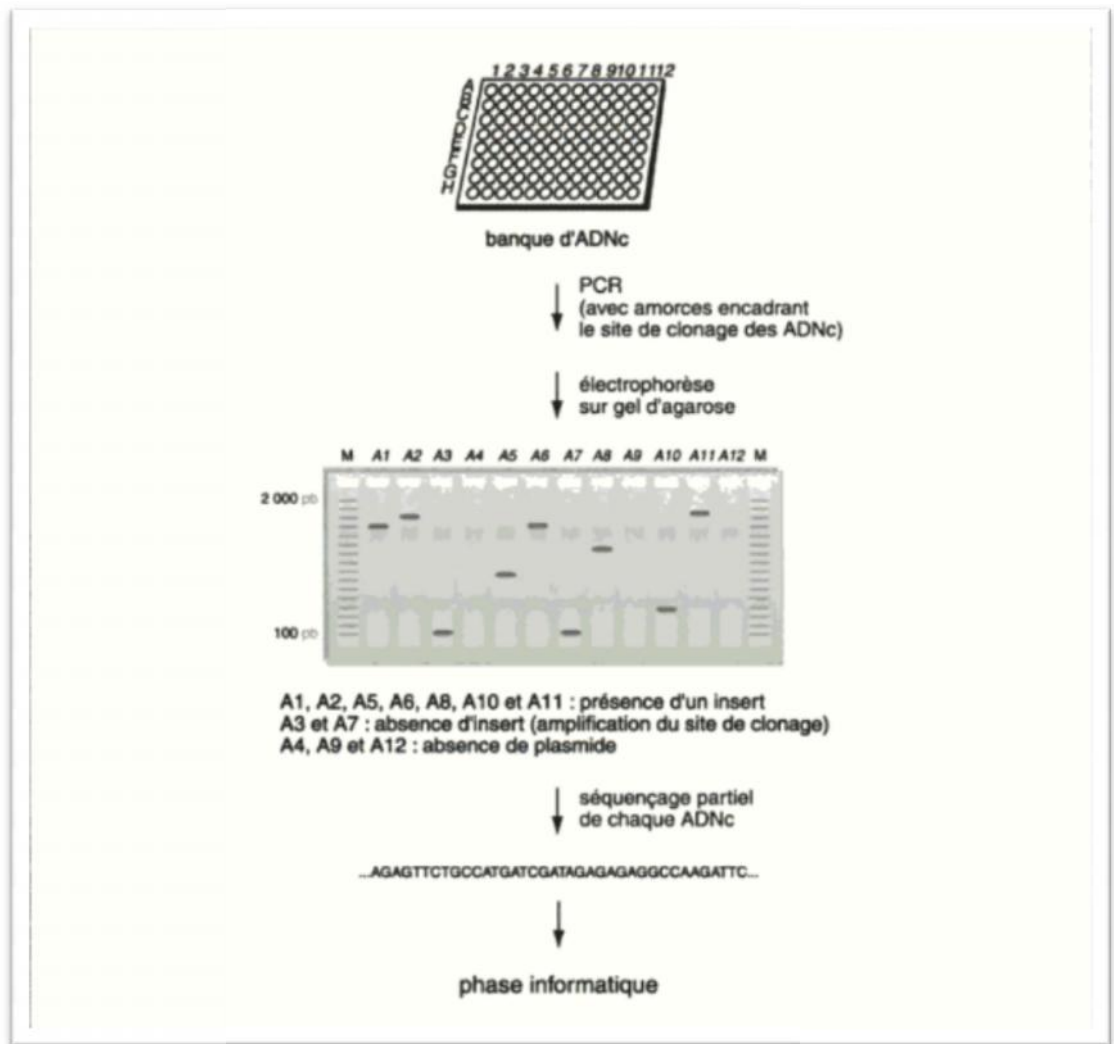 1 2 3 4 5 6 7 8 9 10 11 12
A
B
C
D
E
F
G
H
banque d'ADNc
PCR
(avec amorces encadrant
le site de clonage des ADNc)
électrophorèse
sur gel d'agarose
M A1 A2 A3 A4 A5 A6 A7 A8 A9 A10 A11 A12 M
2 000 pb
100 pb
A1, A2, A5, A6, A8, A10 et A11 : présence d'un insert
A3 et A7 : absence d'insert (amplification du site de clonage)
A4, A9 et A12 : absence de plasmide
séquençage partiel
de chaque ADNc
...AGAGTTCTGCCATGATCGATAGAGAGAGGCCAAGATTC...
phase informatique